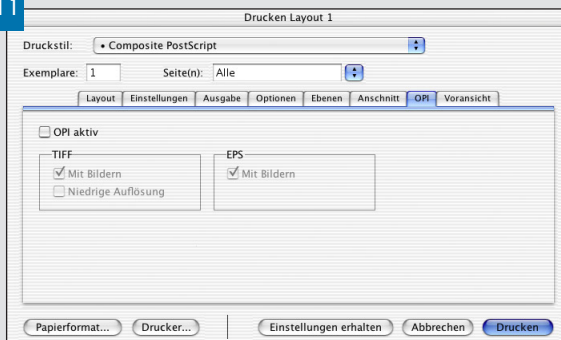 11
Drucken Layout 1
Druckstil: • Composite PostScript
Exemplare: 1 Seite(n): Alle
Layout Einstellungen Ausgabe Optionen Ebenen Anschnitt OPI Voransicht
OPI aktiv
TIFF EPS
Mit Bildern Mit Bildern
Niedrige Auflösung
Papierformat... Drucker... Einstellungen erhalten Abbrechen Drucken